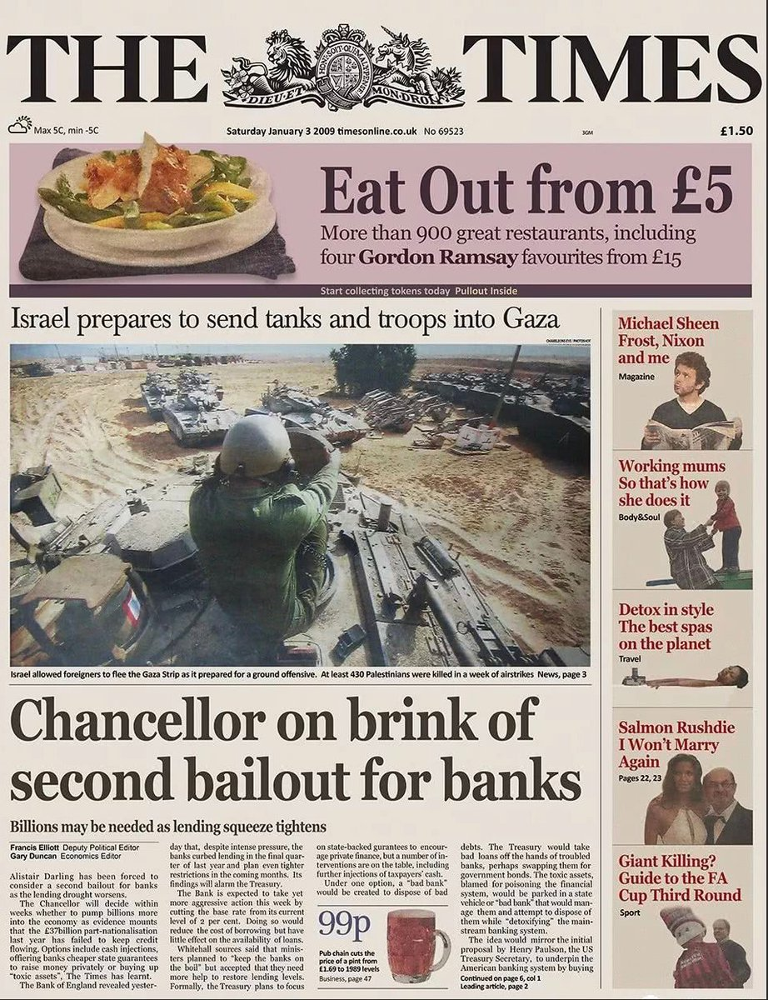 THE TIMES
HONI SOIT QUI MAL Y PENSE
DIEU ET MON DROIT
Max 5C, min -5C
Saturday January 3 2009 timesonline.co.uk No 69523
3GM
£1.50
Eat Out from £5
More than 900 great restaurants, including
four Gordon Ramsay favourites from £15
Start collecting tokens today Pullout Inside
Israel prepares to send tanks and troops into Gaza
CHAMELEONS EYE / PHOTOSHOT
Israel allowed foreigners to flee the Gaza Strip as it prepared for a ground offensive. At least 430 Palestinians were killed in a week of airstrikes News, page 3
Chancellor on brink of
second bailout for banks
Billions may be needed as lending squeeze tightens
Francis Elliott Deputy Political Editor
Gary Duncan Economics Editor
Alistair Darling has been forced to
consider a second bailout for banks
as the lending drought worsens.
The Chancellor will decide within
weeks whether to pump billions more
into the economy as evidence mounts
that the £37billion part-nationalisation
last year has failed to keep credit
flowing. Options include cash injections,
offering banks cheaper state guarantees
to raise money privately or buying up
"toxic assets", The Times has learnt.
The Bank of England revealed yester-
day that, despite intense pressure, the
banks curbed lending in the final quar-
ter of last year and plan even tighter
restrictions in the coming months. Its
findings will alarm the Treasury.
The Bank is expected to take yet
more aggressive action this week by
cutting the base rate from its current
level of 2 per cent. Doing so would
reduce the cost of borrowing but have
little effect on the availability of loans.
Whitehall sources said that minis-
ters planned to "keep the banks on
the boil" but accepted that they need
more help to restore lending levels.
Formally, the Treasury plans to focus
on state-backed gurantees to encour-
age private finance, but a number of in-
terventions are on the table, including
further injections of taxpayers' cash.
Under one option, a "bad bank"
would be created to dispose of bad
99p
Pub chain cuts the
price of a pint from
£1.69 to 1989 levels
Business, page 47
debts. The Treasury would take
bad loans off the hands of troubled
banks, perhaps swapping them for
government bonds. The toxic assets,
blamed for poisoning the financial
system, would be parked in a state
vehicle or "bad bank" that would man-
age them and attempt to dispose of
them while "detoxifying" the main-
stream banking system.
The idea would mirror the initial
proposal by Henry Paulson, the US
Treasury Secretary, to underpin the
American banking system by buying
Continued on page 6, col 1
Leading article, page 2
Michael Sheen
Frost, Nixon
and me
Magazine
Working mums
So that's how
she does it
Body&Soul
Detox in style
The best spas
on the planet
Travel
Salmon Rushdie
I Won't Marry
Again
Pages 22, 23
Giant Killing?
Guide to the FA
Cup Third Round
Sport